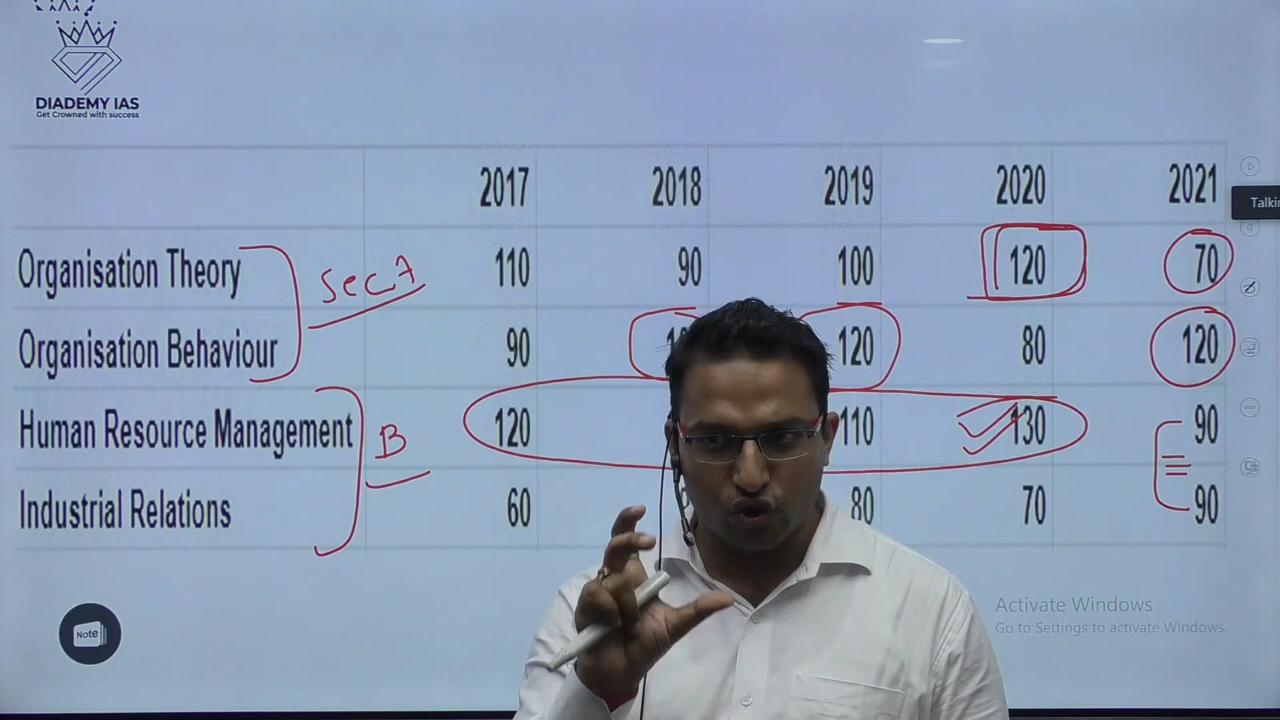 DIADEMY IAS
Get Crowned with success
2017 2018 2019 2020 2021
Organisation Theory 110 90 100 120 70
Sec A
Organisation Behaviour 90 120 80 120
Human Resource Management 120 110 130 90
B
Industrial Relations 60 80 70 90
Note
Activate Windows
Go to Settings to activate Windows.